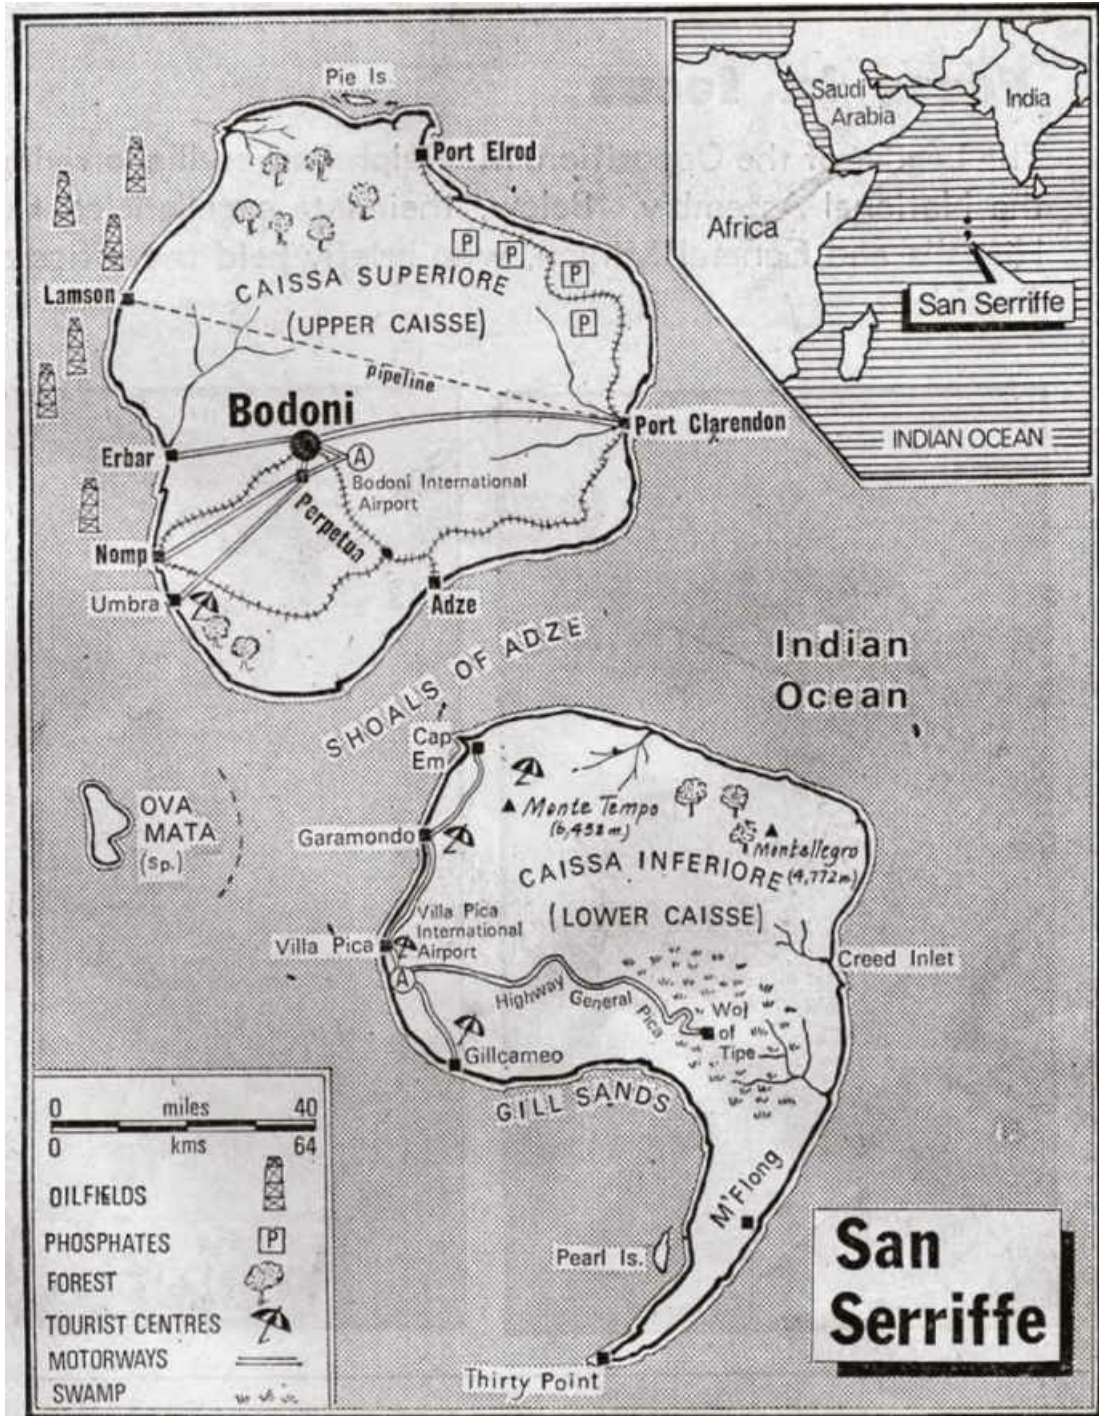 Pie Is.
Port Elrod
Saudi
Arabia
India
Africa
San Serriffe
INDIAN OCEAN
P
P
P
P
Lamson
CAISSA SUPERIORE
(UPPER CAISSE)
pipeline
Bodoni
Port Clarendon
Erbar
A
Bodoni International
Airport
Perpetua
Nomp
Umbra
Adze
SHOALS OF ADZE
Indian
Ocean
Cap
Em
OVA
MATA
(sp.)
Monte Tempo
(6,458 m.)
Garamondo
Montallegro
(4,772 m.)
CAISSA INFERIORE
(LOWER CAISSE)
Villa Pica
International
Airport
Villa Pica
A
Creed Inlet
Highway General Pica
Woj
of
Tipe
Gillcameo
GILL SANDS
M'Flong
Pearl Is.
Thirty Point
0 miles 40
0 kms 64
OILFIELDS
PHOSPHATES P
FOREST
TOURIST CENTRES
MOTORWAYS
SWAMP
San
Serriffe